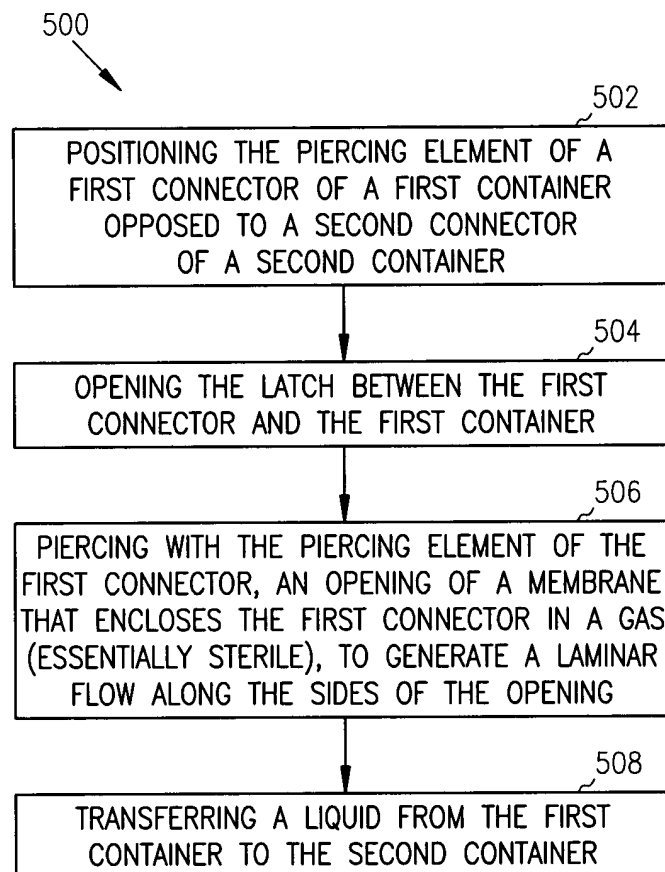 500
502
POSITIONING THE PIERCING ELEMENT OF A
FIRST CONNECTOR OF A FIRST CONTAINER
OPPOSED TO A SECOND CONNECTOR
OF A SECOND CONTAINER
504
OPENING THE LATCH BETWEEN THE FIRST
CONNECTOR AND THE FIRST CONTAINER
506
PIERCING WITH THE PIERCING ELEMENT OF THE
FIRST CONNECTOR, AN OPENING OF A MEMBRANE
THAT ENCLOSES THE FIRST CONNECTOR IN A GAS
(ESSENTIALLY STERILE), TO GENERATE A LAMINAR
FLOW ALONG THE SIDES OF THE OPENING
508
TRANSFERRING A LIQUID FROM THE FIRST
CONTAINER TO THE SECOND CONTAINER